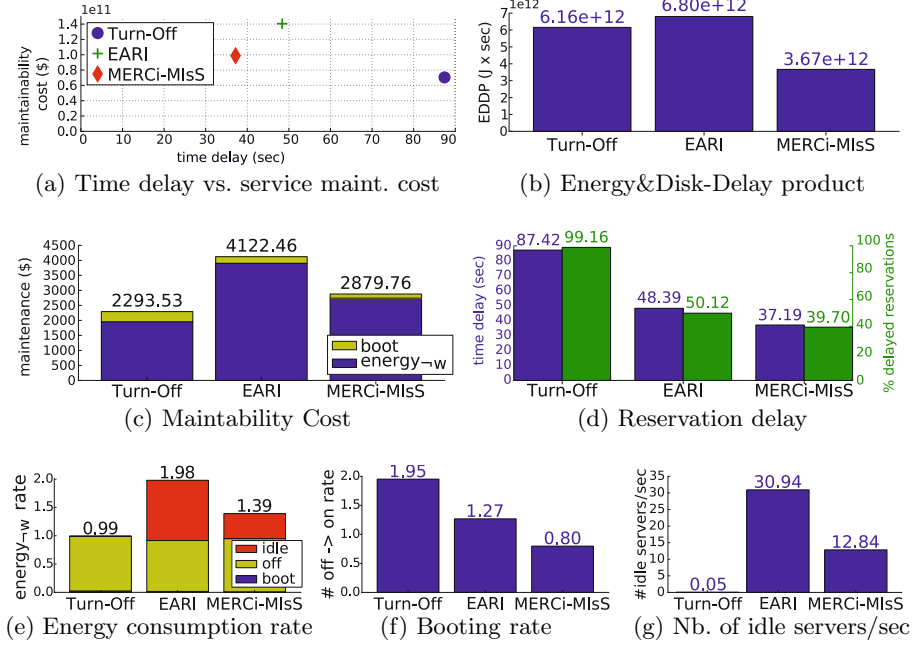 1e11
1.4
1.2
1.0
0.8
0.6
0.4
0.2
0.0
maintainability
cost ($)
Turn-Off
EARI
MERCi-MIsS
0 10 20 30 40 50 60 70 80 90
time delay (sec)
(a) Time delay vs. service maint. cost
1e12
7
6
5
4
3
2
1
0
EDDP (J x sec)
6.16e+12
6.80e+12
3.67e+12
Turn-Off EARI MERCi-MIsS
(b) Energy&Disk-Delay product
4500
4000
3500
3000
2500
2000
1500
1000
500
0
maintenance ($)
2293.53
4122.46
2879.76
boot
energy¬w
Turn-Off EARI MERCi-MIsS
(c) Maintability Cost
90
80
70
60
50
40
30
20
10
0
time delay (sec)
87.42 99.16
48.39 50.12
37.19 39.70
100
80
60
40
20
0
% delayed reservations
Turn-Off EARI MERCi-MIsS
(d) Reservation delay
2.0
1.5
1.0
0.5
0.0
energy¬w rate
0.99
1.98
1.39
idle
off
boot
Turn-Off EARI MERCi-MIsS
(e) Energy consumption rate
2.0
1.5
1.0
0.5
0.0
# off -> on rate
1.95
1.27
0.80
Turn-Off EARI MERCi-MIsS
(f) Booting rate
35
30
25
20
15
10
5
0
#idle servers/sec
0.05
30.94
12.84
Turn-Off EARI MERCi-MIsS
(g) Nb. of idle servers/sec